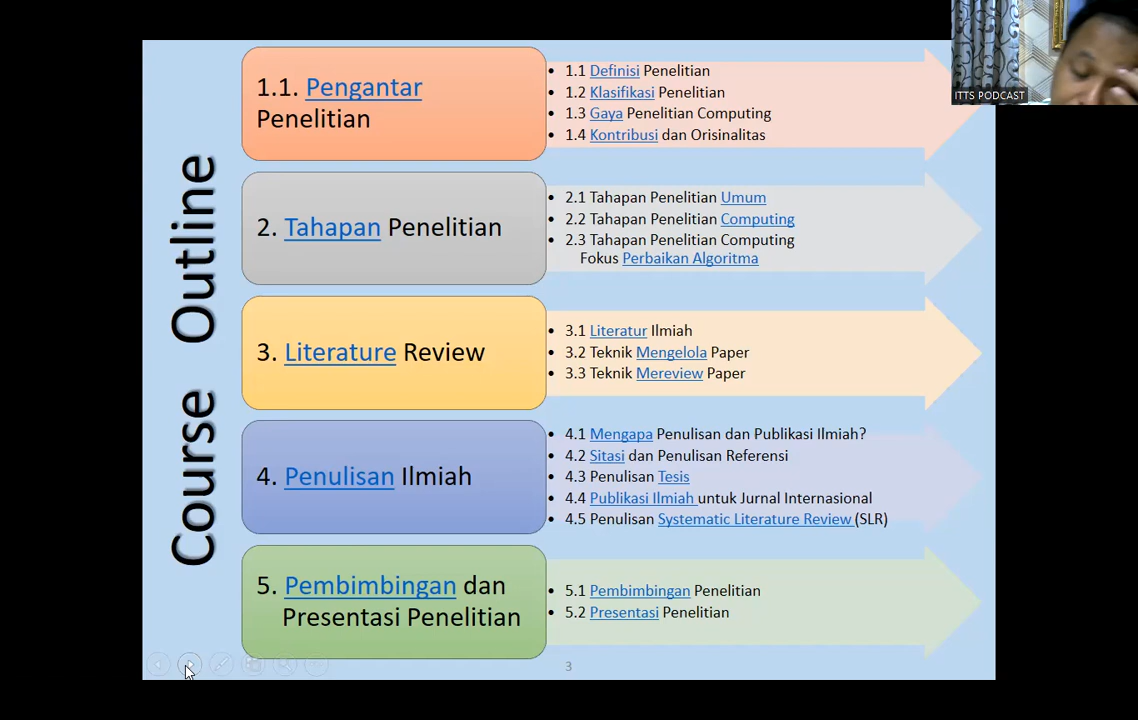 Course Outline
1.1. Pengantar
Penelitian
• 1.1 Definisi Penelitian
• 1.2 Klasifikasi Penelitian
• 1.3 Gaya Penelitian Computing
• 1.4 Kontribusi dan Orisinalitas
2. Tahapan Penelitian
• 2.1 Tahapan Penelitian Umum
• 2.2 Tahapan Penelitian Computing
• 2.3 Tahapan Penelitian Computing
Fokus Perbaikan Algoritma
3. Literature Review
• 3.1 Literatur Ilmiah
• 3.2 Teknik Mengelola Paper
• 3.3 Teknik Mereview Paper
4. Penulisan Ilmiah
• 4.1 Mengapa Penulisan dan Publikasi Ilmiah?
• 4.2 Sitasi dan Penulisan Referensi
• 4.3 Penulisan Tesis
• 4.4 Publikasi Ilmiah untuk Jurnal Internasional
• 4.5 Penulisan Systematic Literature Review (SLR)
5. Pembimbingan dan
Presentasi Penelitian
• 5.1 Pembimbingan Penelitian
• 5.2 Presentasi Penelitian
3
ITTS PODCAST